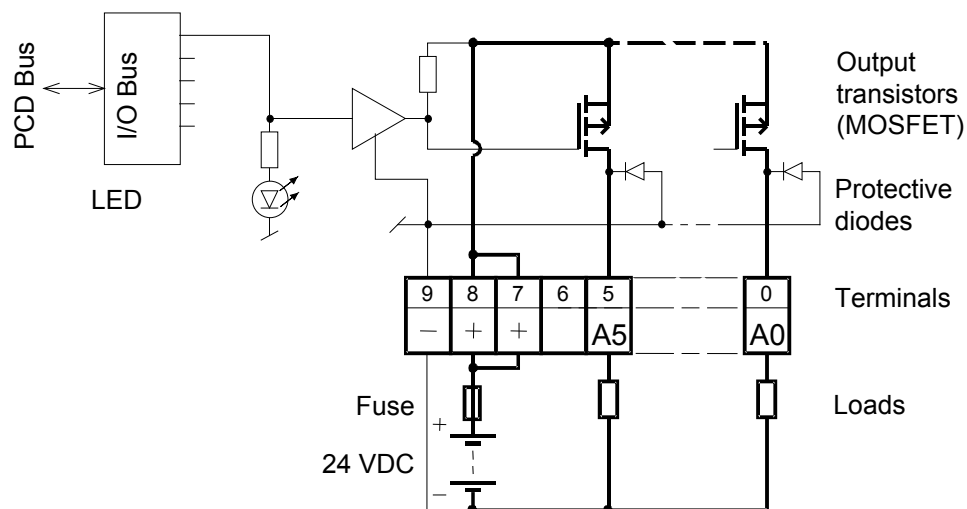 PCD Bus
I/O Bus
LED
Output
transistors
(MOSFET)
Protective
diodes
9 8 7 6 5 0
Terminals
– + + A5 A0
Fuse
Loads
+
24 VDC
–